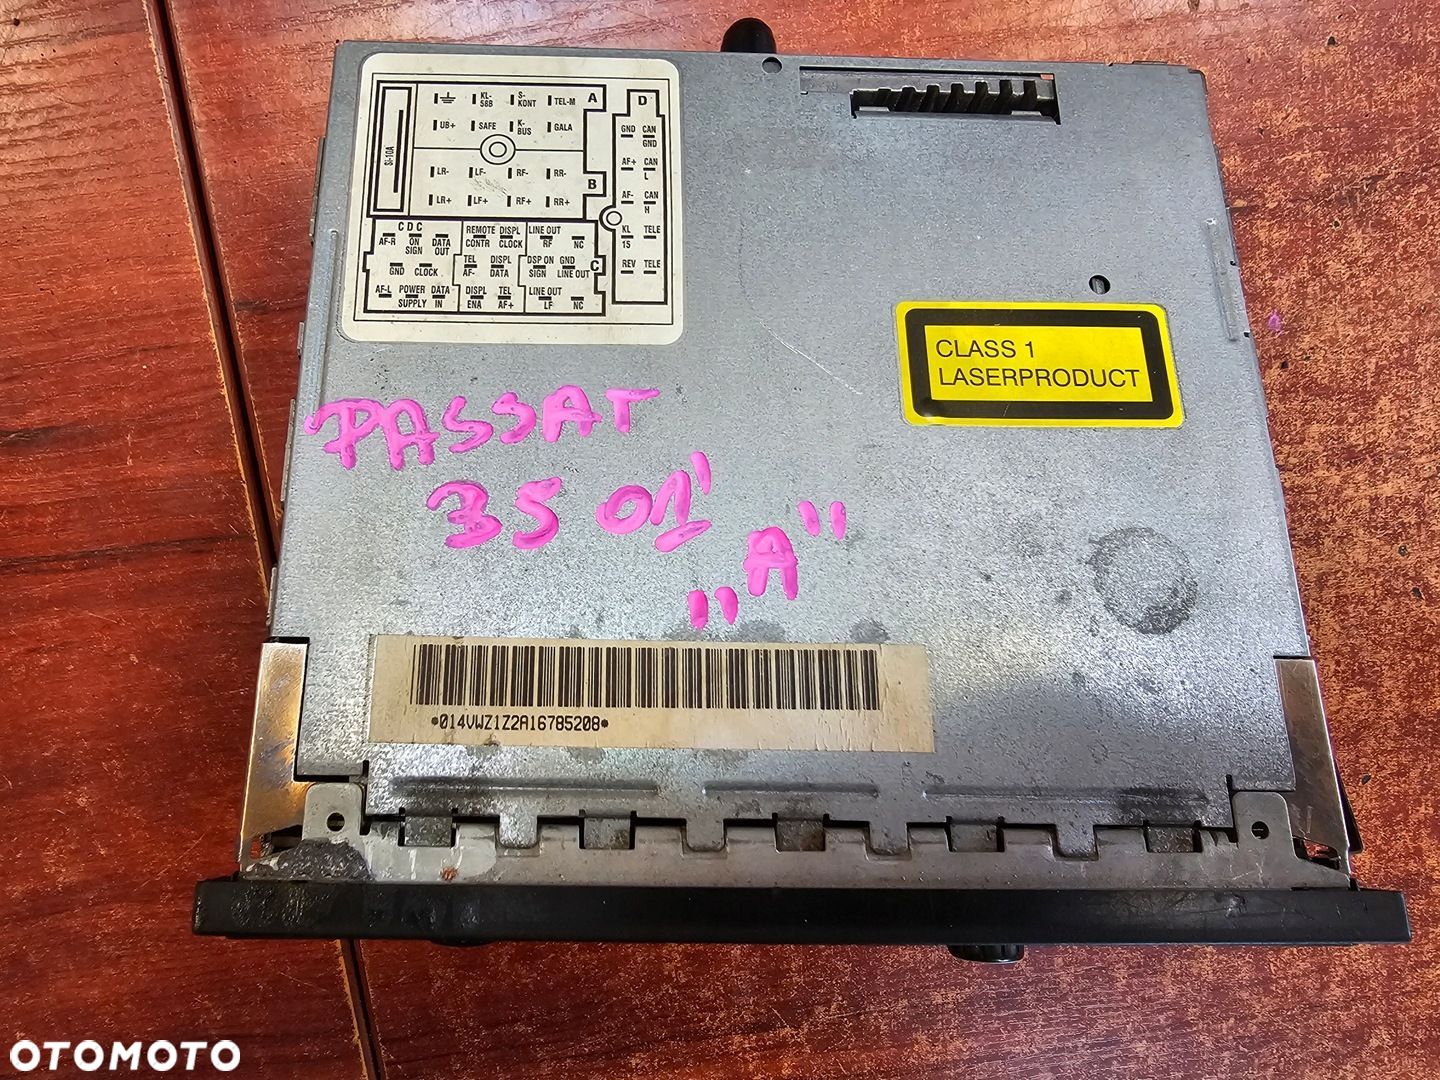 KL-58B S-KONT TEL-M A
UB+ SAFE K-BUS GALA
SI-10A
LR- LF- RF- RR- B
LR+ LF+ RF+ RR+
D
GND CAN GND
AF+ CAN L
AF- CAN H
KL 15 TELE
REV TELE
CDC
AF-R ON SIGN DATA OUT REMOTE CONTR DISPL CLOCK LINE OUT RF NC
GND CLOCK TEL AF- DISPL DATA DSP ON SIGN GND LINE OUT C
AF-L POWER SUPPLY DATA IN DISPL ENA TEL AF+ LINE OUT LF NC
CLASS 1
LASERPRODUCT
PASSAT
35 01'
„A"
*014VWZ1Z2A16785208*
OTOMOTO